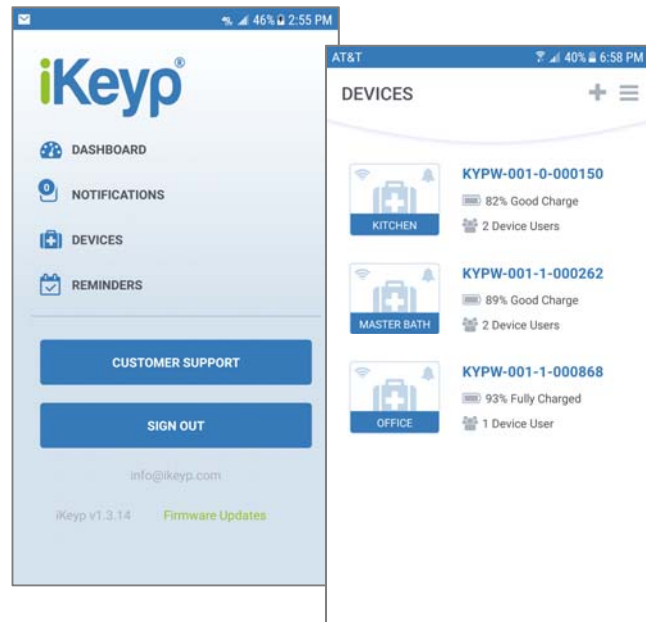 46% 2:55 PM
iKeyp®
DASHBOARD
0
NOTIFICATIONS
DEVICES
REMINDERS
CUSTOMER SUPPORT
SIGN OUT
info@ikeyp.com
iKeyp v1.3.14 Firmware Updates
AT&T 40% 6:58 PM
DEVICES
KITCHEN
KYPW-001-0-000150
82% Good Charge
2 Device Users
MASTER BATH
KYPW-001-1-000262
89% Good Charge
2 Device Users
OFFICE
KYPW-001-1-000868
93% Fully Charged
1 Device User